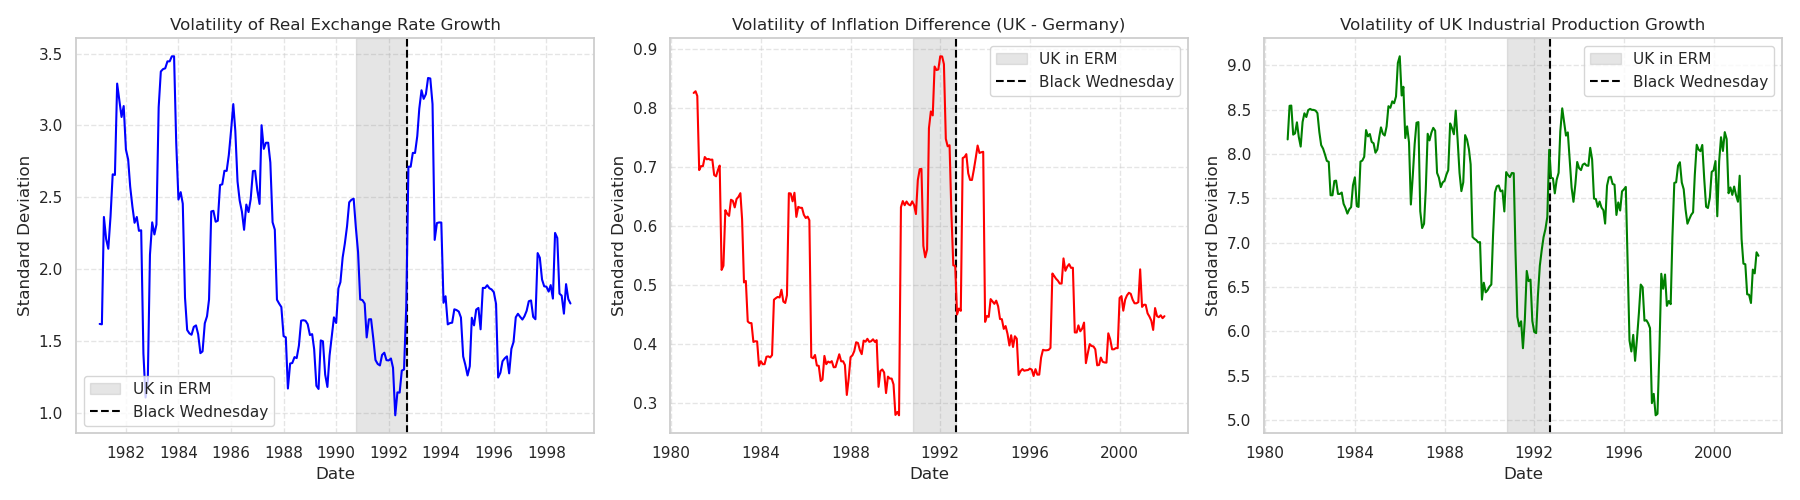 Volatility of Real Exchange Rate Growth
Standard Deviation
3.5
3.0
2.5
2.0
1.5
1.0
UK in ERM
Black Wednesday
1982 1984 1986 1988 1990 1992 1994 1996 1998
Date
Volatility of Inflation Difference (UK - Germany)
Standard Deviation
0.9
0.8
0.7
0.6
0.5
0.4
0.3
UK in ERM
Black Wednesday
1980 1984 1988 1992 1996 2000
Date
Volatility of UK Industrial Production Growth
Standard Deviation
9.0
8.5
8.0
7.5
7.0
6.5
6.0
5.5
5.0
UK in ERM
Black Wednesday
1980 1984 1988 1992 1996 2000
Date